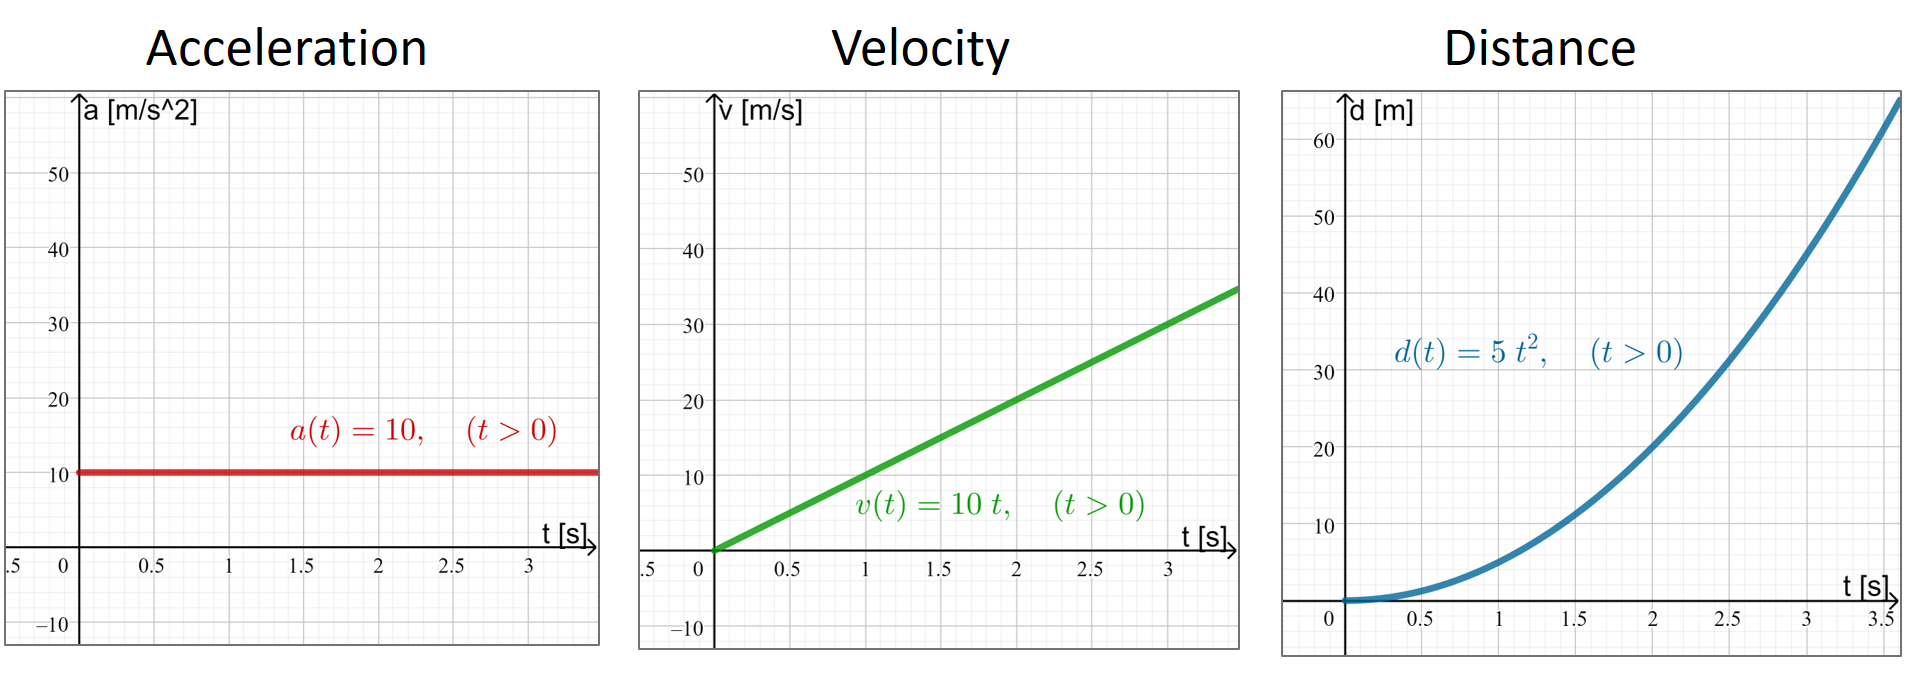 Acceleration
a [m/s^2]
50
40
30
20
a(t) = 10, (t > 0)
10
t [s]
.5 0 0.5 1 1.5 2 2.5 3
–10
Velocity
v [m/s]
50
40
30
20
10
v(t) = 10 t, (t > 0)
t [s]
.5 0 0.5 1 1.5 2 2.5 3
–10
Distance
d [m]
60
50
40
d(t) = 5 t², (t > 0)
30
20
10
t [s]
0 0.5 1 1.5 2 2.5 3 3.5